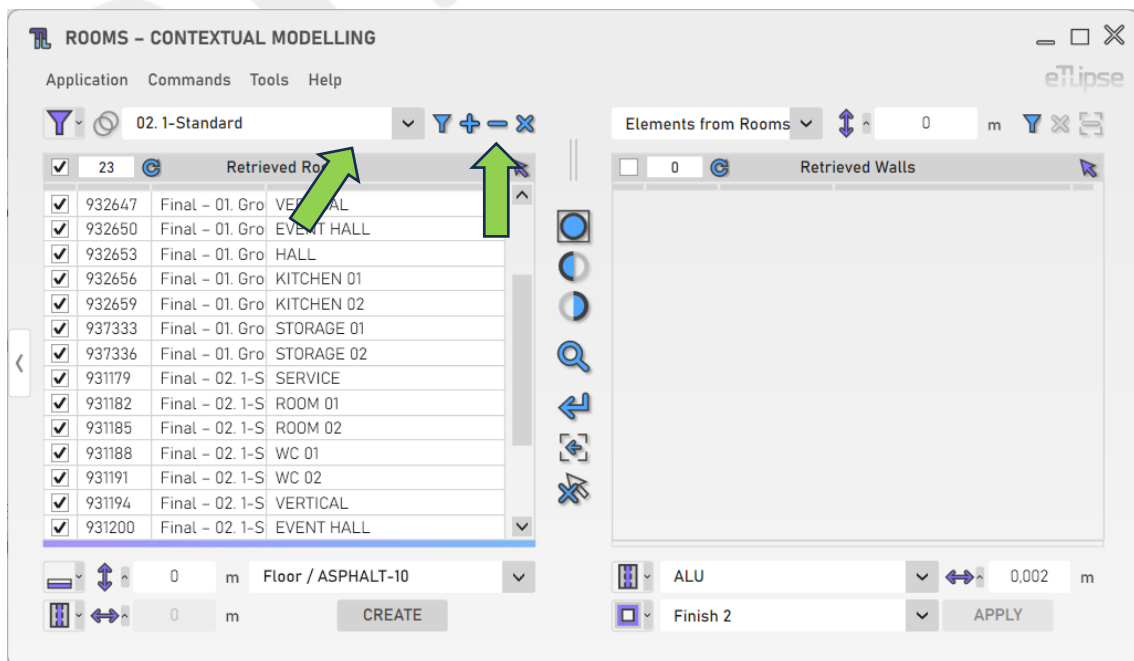 ROOMS – CONTEXTUAL MODELLING
Application Commands Tools Help
eTLipse
02. 1-Standard
Elements from Rooms 0 m
23 Retrieved Ro
0 Retrieved Walls
932647 Final – 01. Gro
932650 Final – 01. Gro EVENT HALL
932653 Final – 01. Gro HALL
932656 Final – 01. Gro KITCHEN 01
932659 Final – 01. Gro KITCHEN 02
937333 Final – 01. Gro STORAGE 01
937336 Final – 01. Gro STORAGE 02
931179 Final – 02. 1-S SERVICE
931182 Final – 02. 1-S ROOM 01
931185 Final – 02. 1-S ROOM 02
931188 Final – 02. 1-S WC 01
931191 Final – 02. 1-S WC 02
931194 Final – 02. 1-S VERTICAL
931200 Final – 02. 1-S EVENT HALL
0 m Floor / ASPHALT-10
ALU 0,002 m
0 m CREATE
Finish 2 APPLY